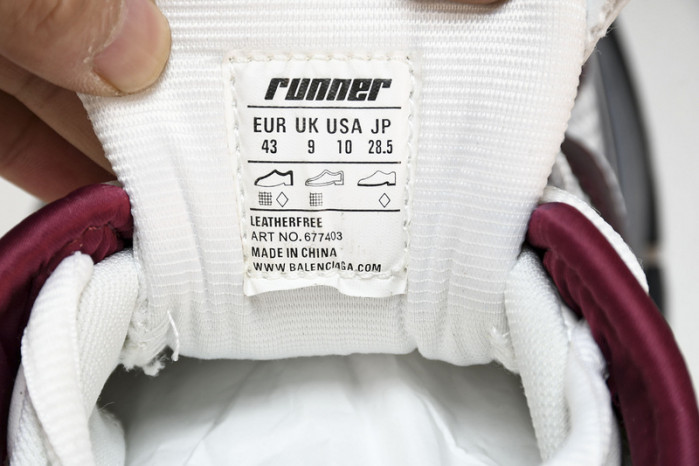 runner
EUR UK USA JP
43 9 10 28.5
LEATHERFREE
ART NO. 677403
MADE IN CHINA
WWW.BALENCIAGA.COM